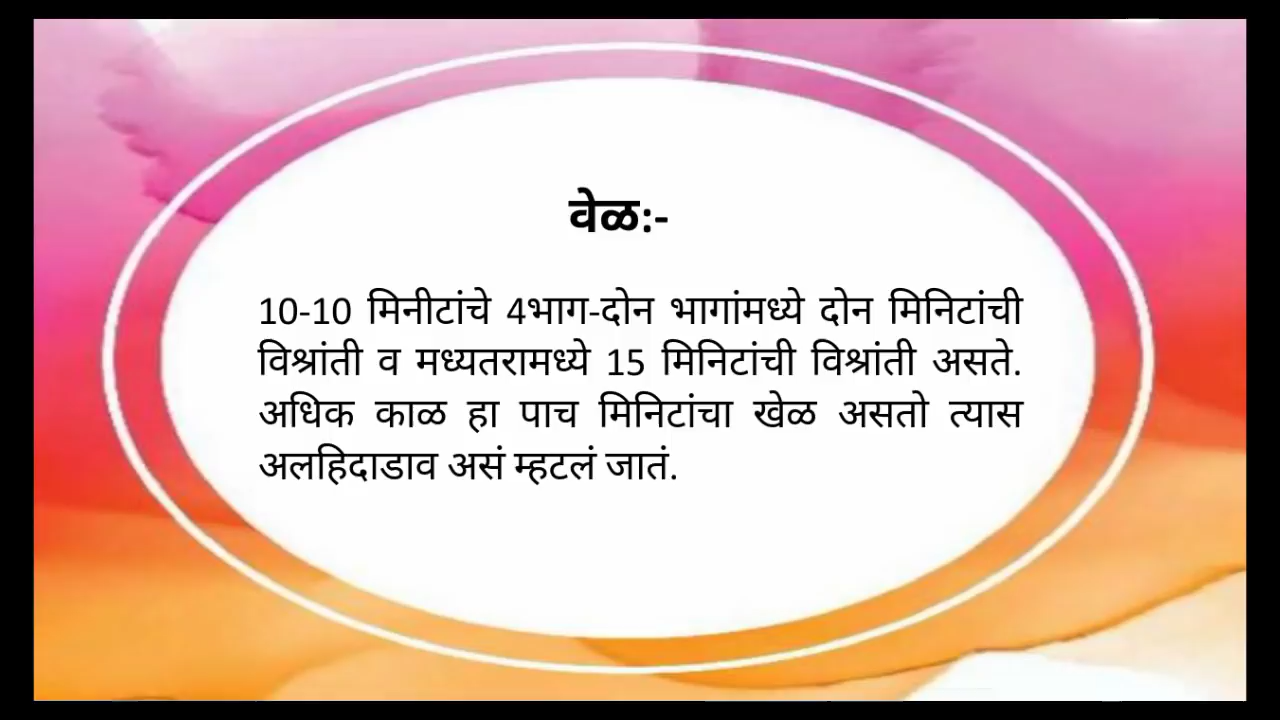 वेळ:-
10-10 मिनीटांचे 4भाग-दोन भागांमध्ये दोन मिनिटांची
विश्रांती व मध्यतरामध्ये 15 मिनिटांची विश्रांती असते.
अधिक काळ हा पाच मिनिटांचा खेळ असतो त्यास
अलहिदाडाव असं म्हटलं जातं.